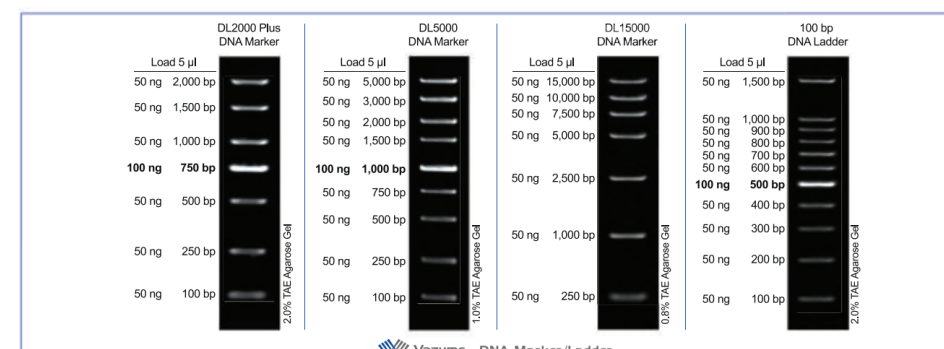 DL2000 Plus
DNA Marker
Load 5 µl
50 ng 2,000 bp
50 ng 1,500 bp
50 ng 1,000 bp
100 ng 750 bp
50 ng 500 bp
50 ng 250 bp
50 ng 100 bp
2.0% TAE Agarose Gel
DL5000
DNA Marker
Load 5 µl
50 ng 5,000 bp
50 ng 3,000 bp
50 ng 2,000 bp
50 ng 1,500 bp
100 ng 1,000 bp
50 ng 750 bp
50 ng 500 bp
50 ng 250 bp
50 ng 100 bp
1.0% TAE Agarose Gel
DL15000
DNA Marker
Load 5 µl
50 ng 15,000 bp
50 ng 10,000 bp
50 ng 7,500 bp
50 ng 5,000 bp
50 ng 2,500 bp
50 ng 1,000 bp
50 ng 250 bp
0.8% TAE Agarose Gel
100 bp
DNA Ladder
Load 5 µl
50 ng 1,500 bp
50 ng 1,000 bp
50 ng 900 bp
50 ng 800 bp
50 ng 700 bp
50 ng 600 bp
100 ng 500 bp
50 ng 400 bp
50 ng 300 bp
50 ng 200 bp
50 ng 100 bp
2.0% TAE Agarose Gel
Vazyme DNA Marker/Ladder